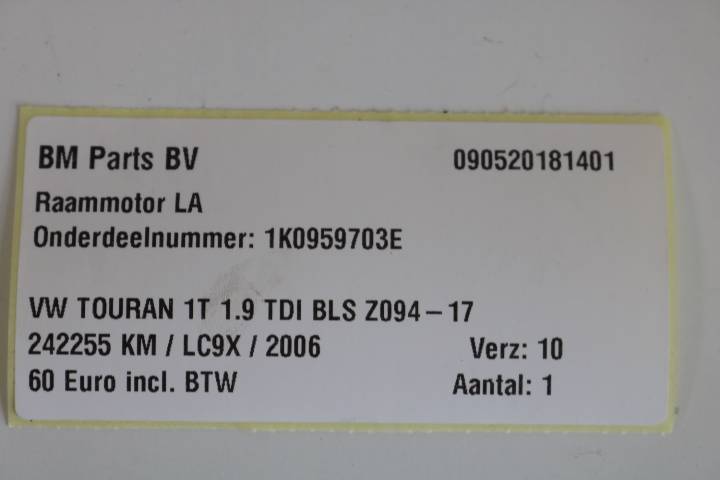 BM Parts BV 090520181401
Raammotor LA
Onderdeelnummer: 1K0959703E
VW TOURAN 1T 1.9 TDI BLS Z094-17
242255 KM / LC9X / 2006 Verz: 10
60 Euro incl. BTW Aantal: 1